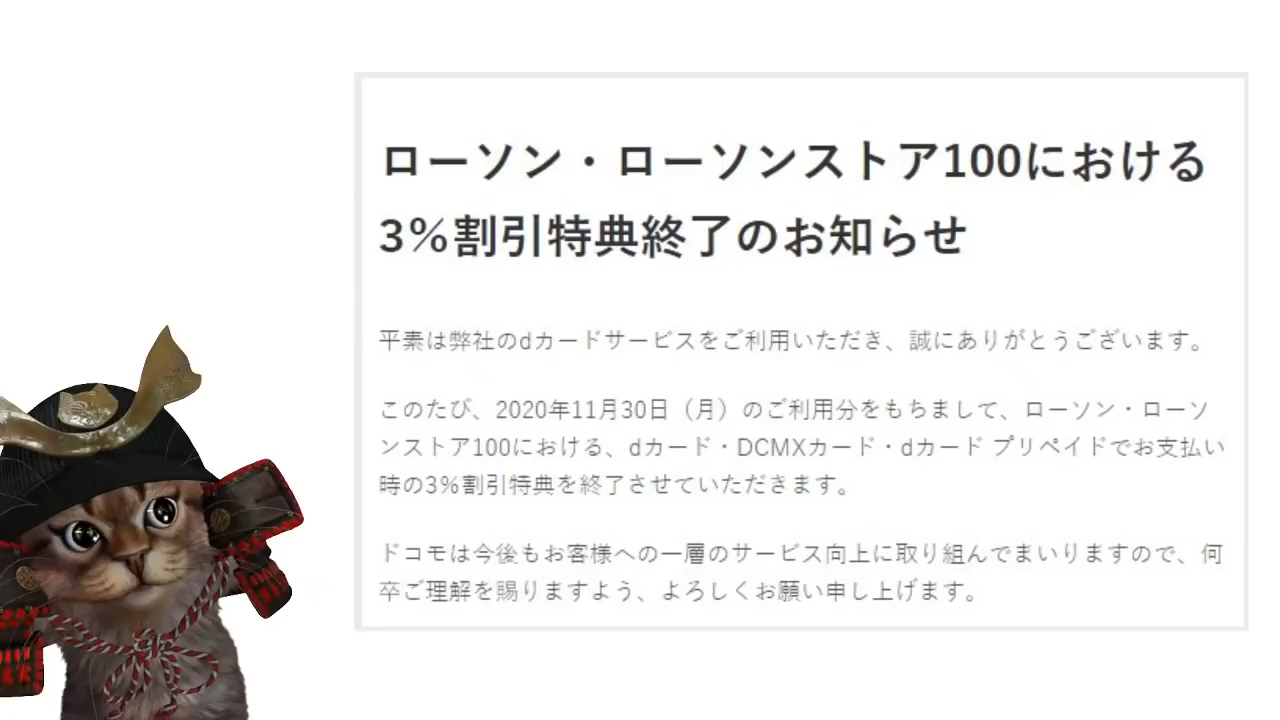 ローソン・ローソンストア100における
3%割引特典終了のお知らせ
平素は弊社のdカードサービスをご利用いただき、誠にありがとうございます。
このたび、2020年11月30日（月）のご利用分をもちまして、ローソン・ローソ
ンストア100における、dカード・DCMXカード・dカード プリペイドでお支払い
時の3%割引特典を終了させていただきます。
ドコモは今後もお客様への一層のサービス向上に取り組んでまいりますので、何
卒ご理解を賜りますよう、よろしくお願い申し上げます。